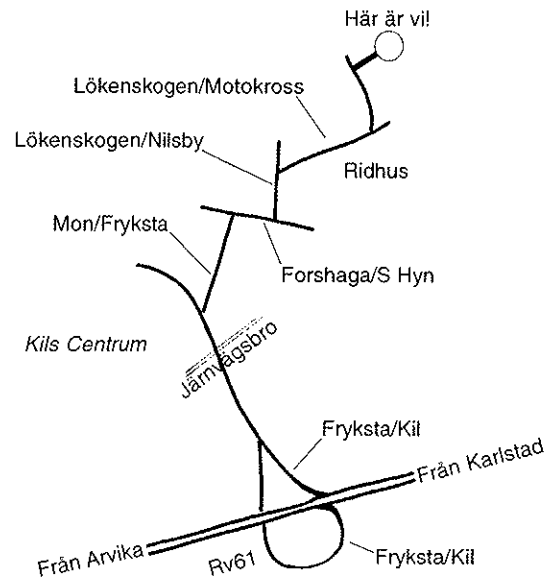 Här är vi!
Lökenskogen/Motokross
Lökenskogen/Nilsby
Ridhus
Mon/Fryksta
Forshaga/S Hyn
Kils Centrum
Järnvägsbro
Fryksta/Kil
Från Karlstad
Från Arvika
Rv61
Fryksta/Kil